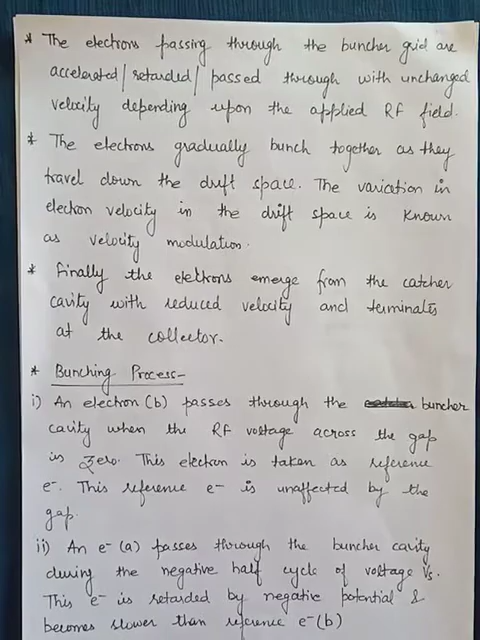 * The electrons passing through the buncher grid are
accelerated/retarded/passed through with unchanged
velocity depending upon the applied RF field.
* The electrons gradually bunch together as they
travel down the drift space. The variation in
electron velocity in the drift space is known
as velocity modulation.
* Finally the electrons emerge from the catcher
cavity with reduced velocity and terminates
at the collector.
* Bunching Process-
i) An electron (b) passes through the buncher
cavity when the RF voltage across the gap
is zero. This electron is taken as reference
e-. This reference e- is unaffected by the
gap.
ii) An e- (a) passes through the buncher cavity
during the negative half cycle of voltage Vs.
This e- is retarded by negative potential &
becomes slower than reference e-(b)